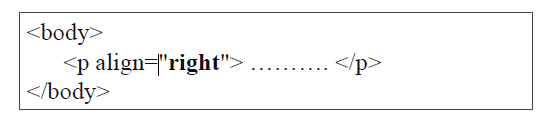 <body>
<p align="right"> ………. </p>
</body>